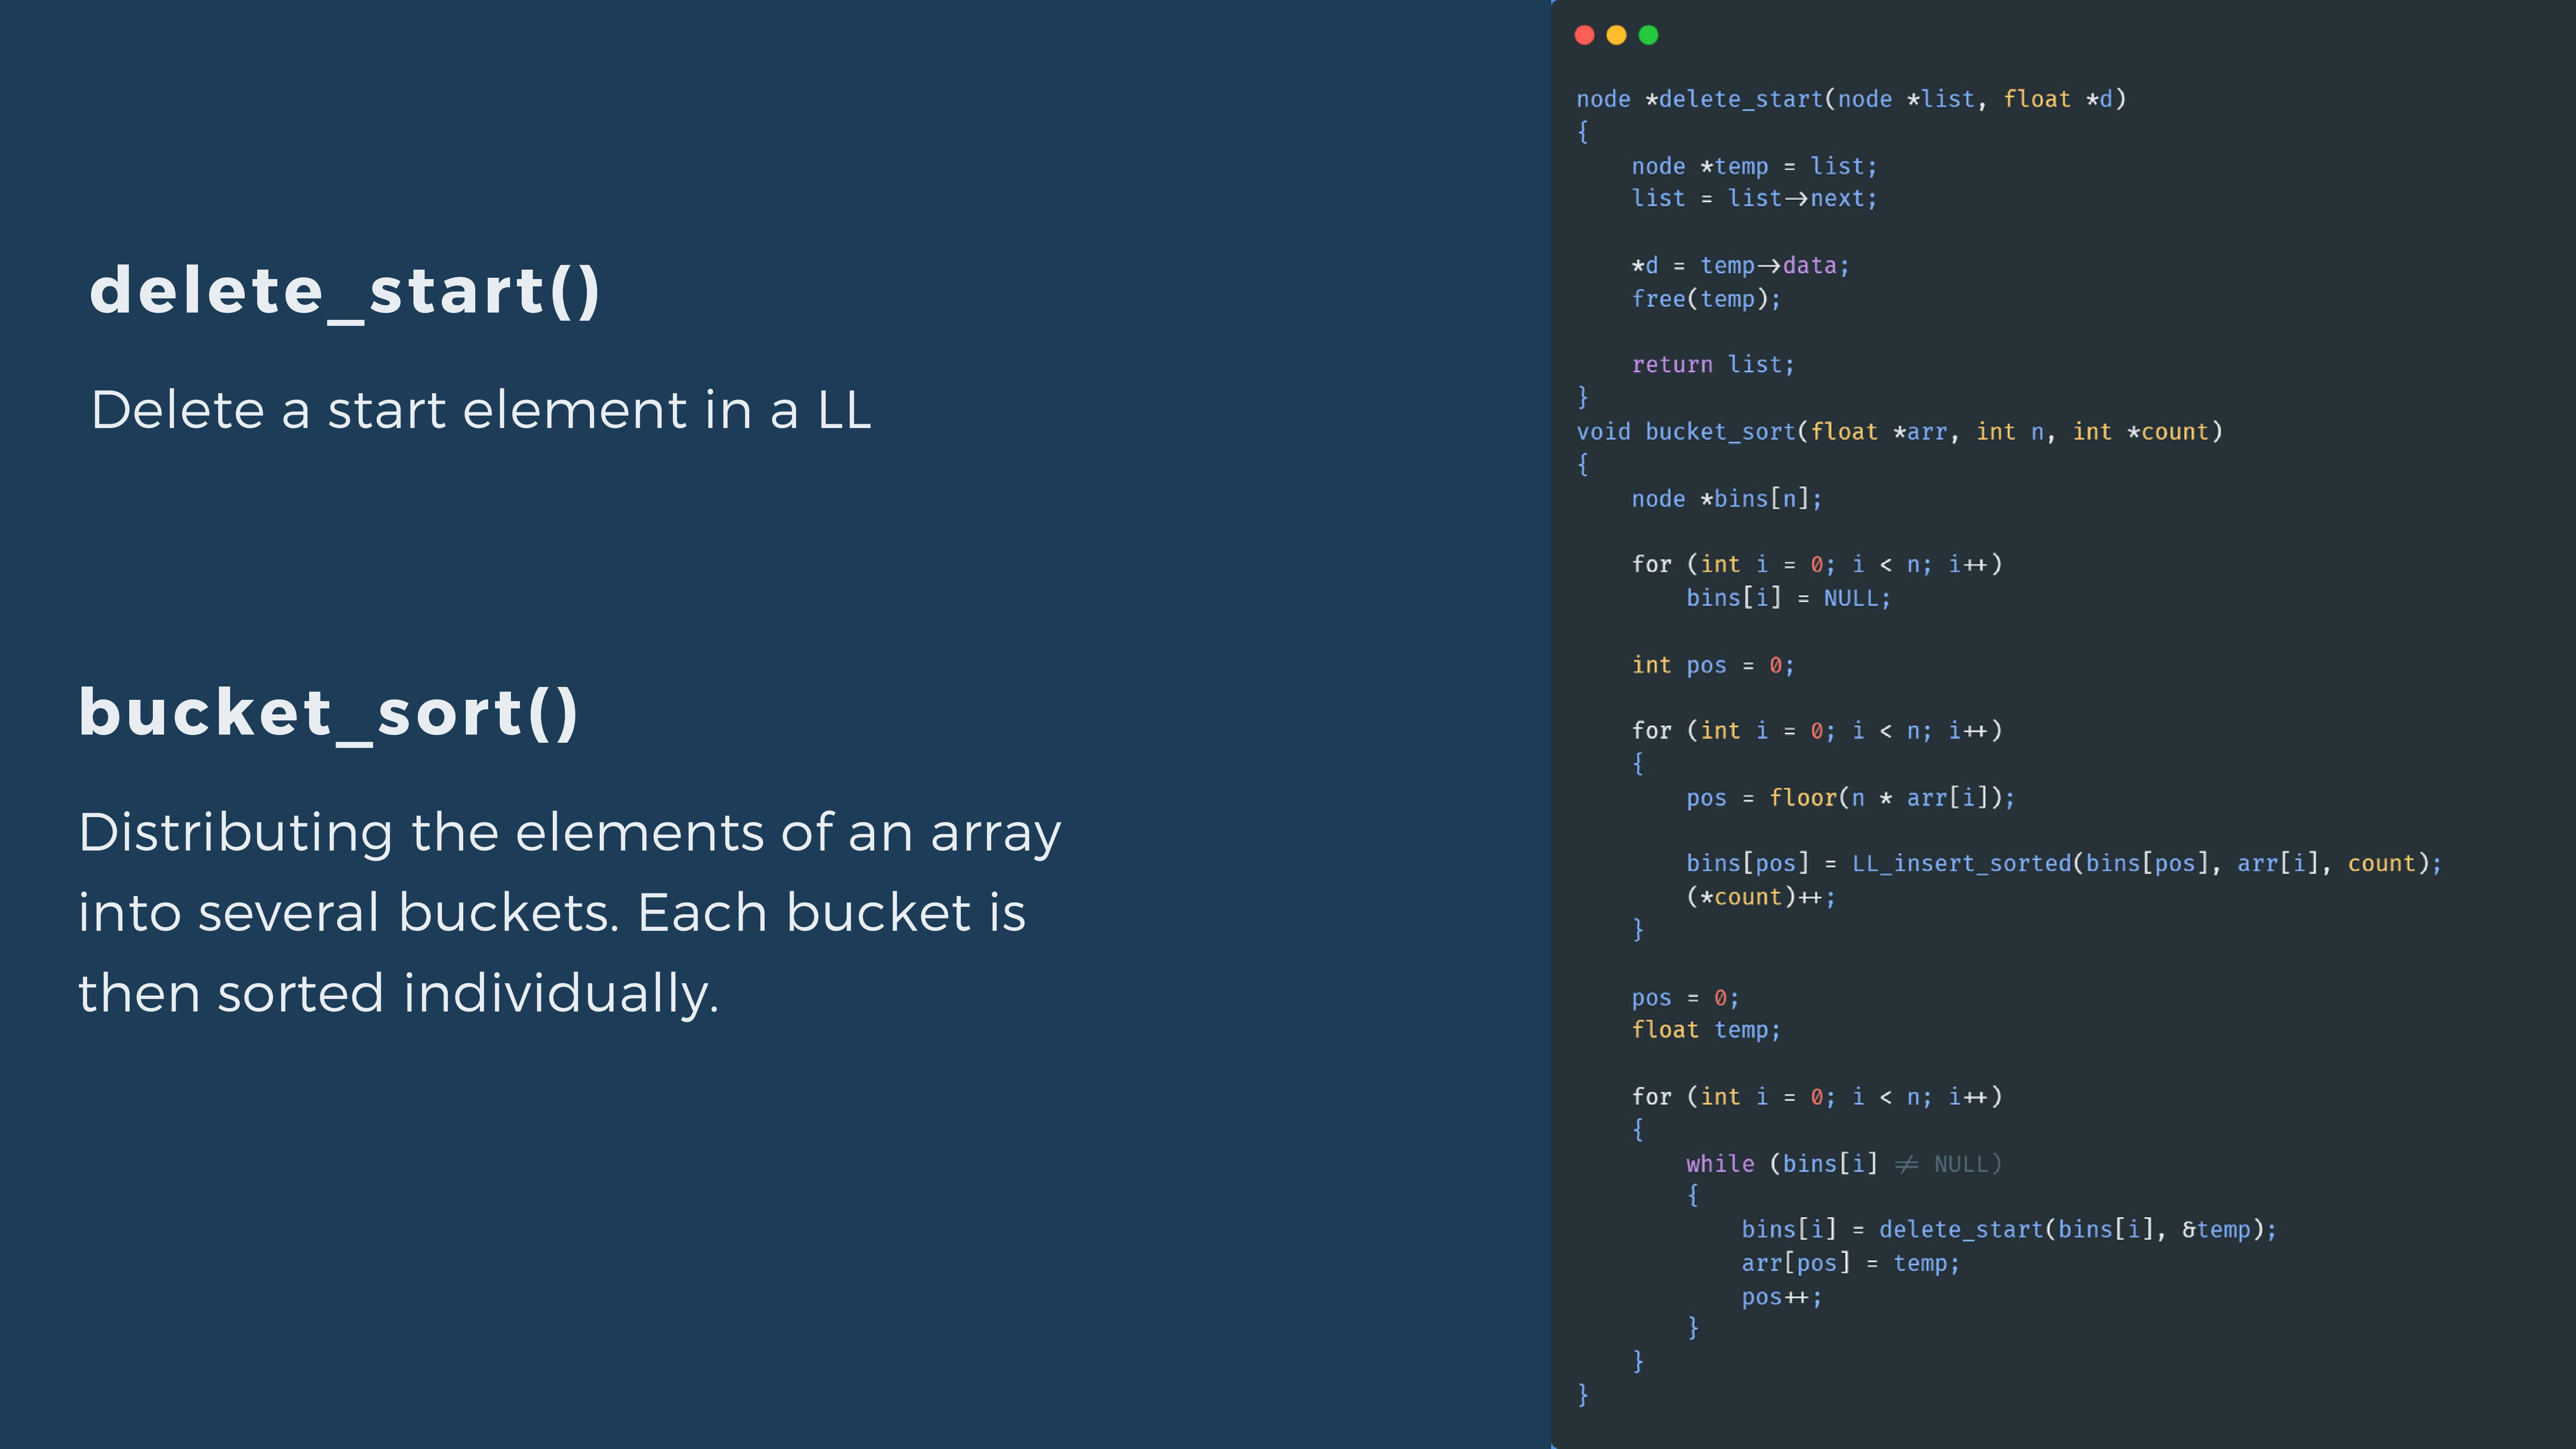 delete_start()
Delete a start element in a LL
bucket_sort()
Distributing the elements of an array
into several buckets. Each bucket is
then sorted individually.
node *delete_start(node *list, float *d)
{
    node *temp = list;
    list = list->next;

    *d = temp->data;
    free(temp);

    return list;
}
void bucket_sort(float *arr, int n, int *count)
{
    node *bins[n];

    for (int i = 0; i < n; i++)
        bins[i] = NULL;

    int pos = 0;

    for (int i = 0; i < n; i++)
    {
        pos = floor(n * arr[i]);

        bins[pos] = LL_insert_sorted(bins[pos], arr[i], count);
        (*count)++;
    }

    pos = 0;
    float temp;

    for (int i = 0; i < n; i++)
    {
        while (bins[i] != NULL)
        {
            bins[i] = delete_start(bins[i], &temp);
            arr[pos] = temp;
            pos++;
        }
    }
}